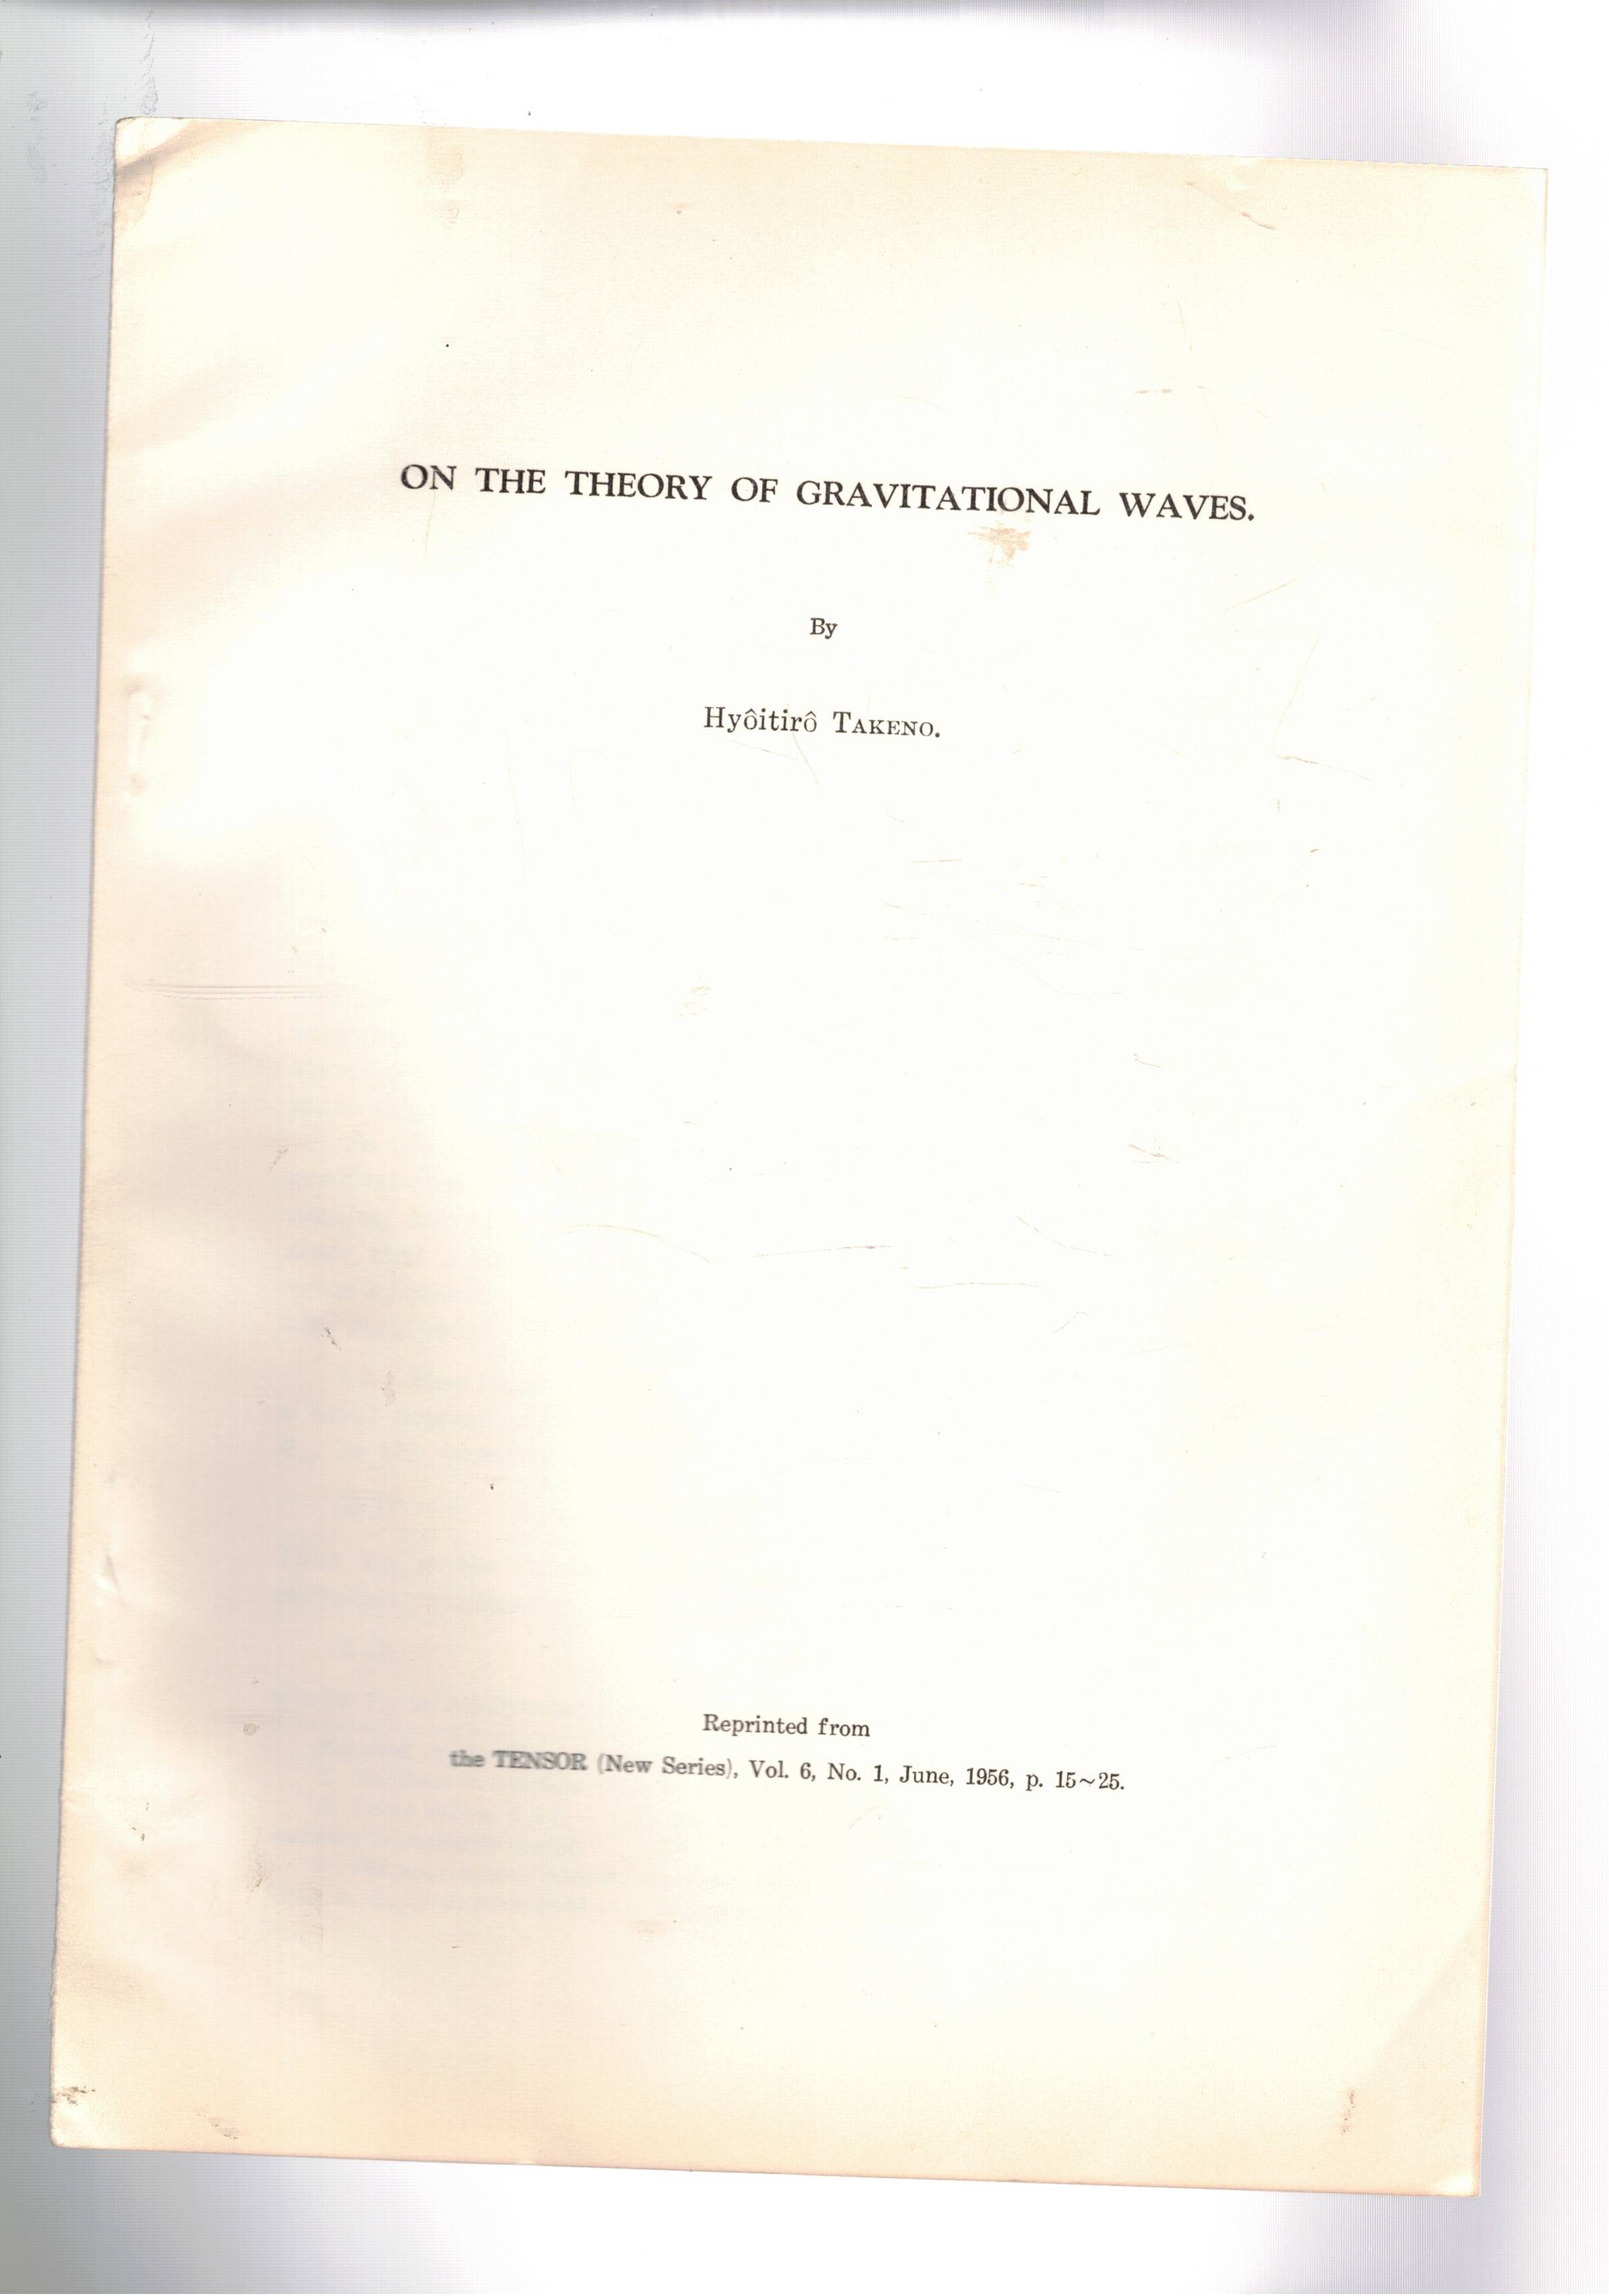 ON THE THEORY OF GRAVITATIONAL WAVES.
By
Hyôitirô TAKENO.
Reprinted from
the TENSOR (New Series), Vol. 6, No. 1, June, 1956, p. 15~25.